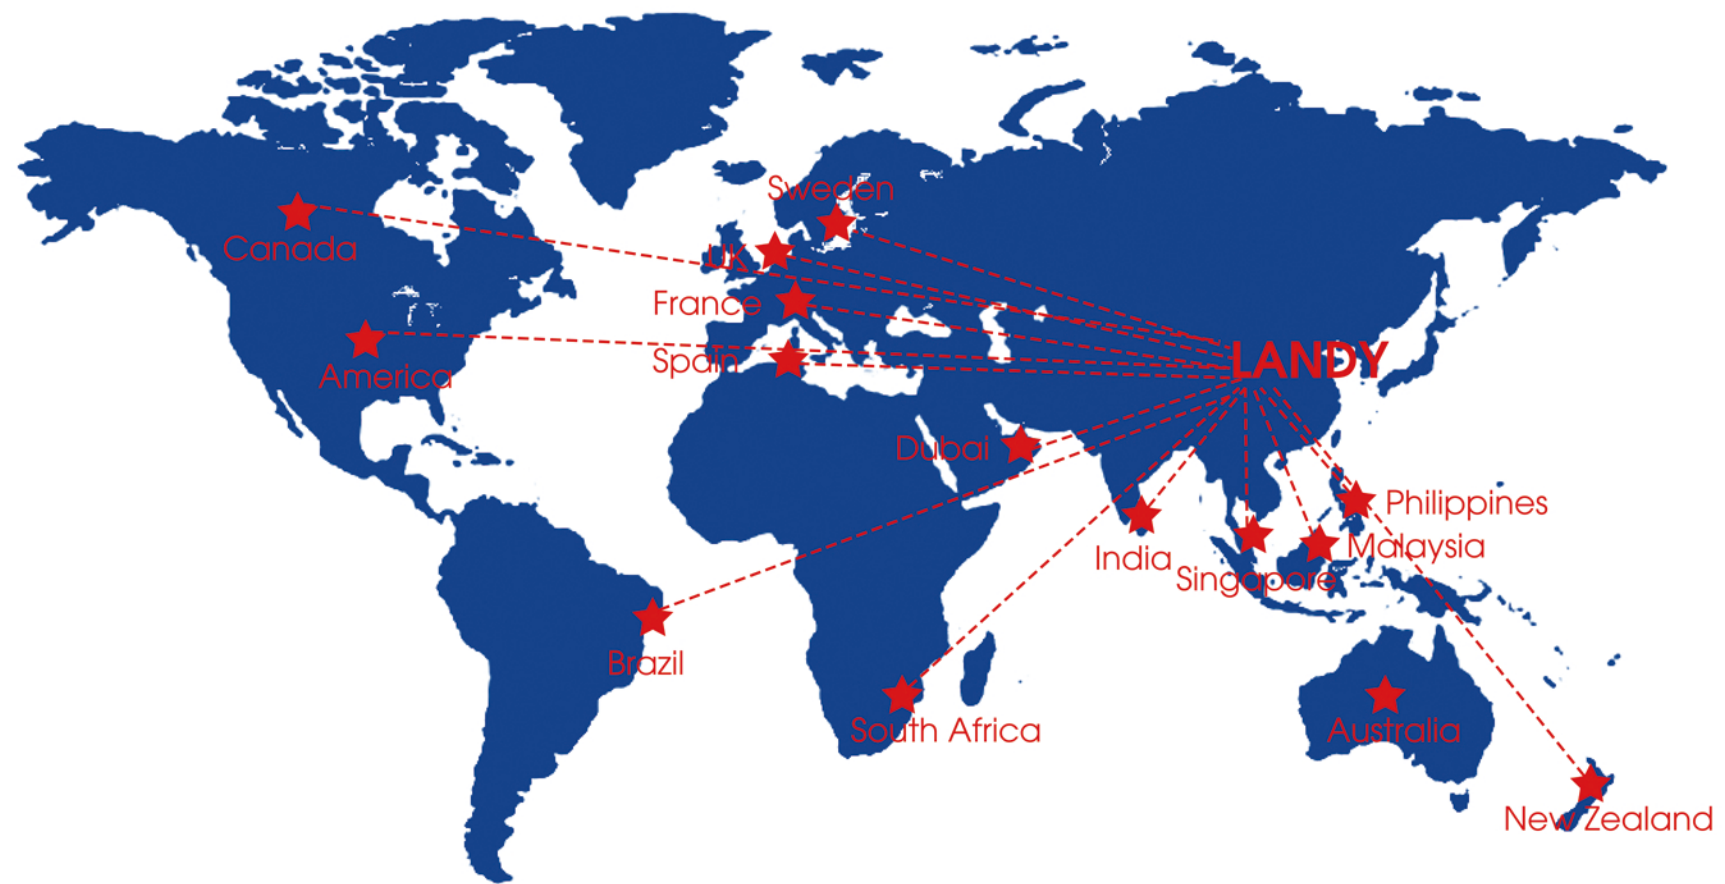 Sweden
Canada
UK
France
LANDY
Spain
America
Dubai
Philippines
India
Malaysia
Singapore
Brazil
South Africa
Australia
New Zealand